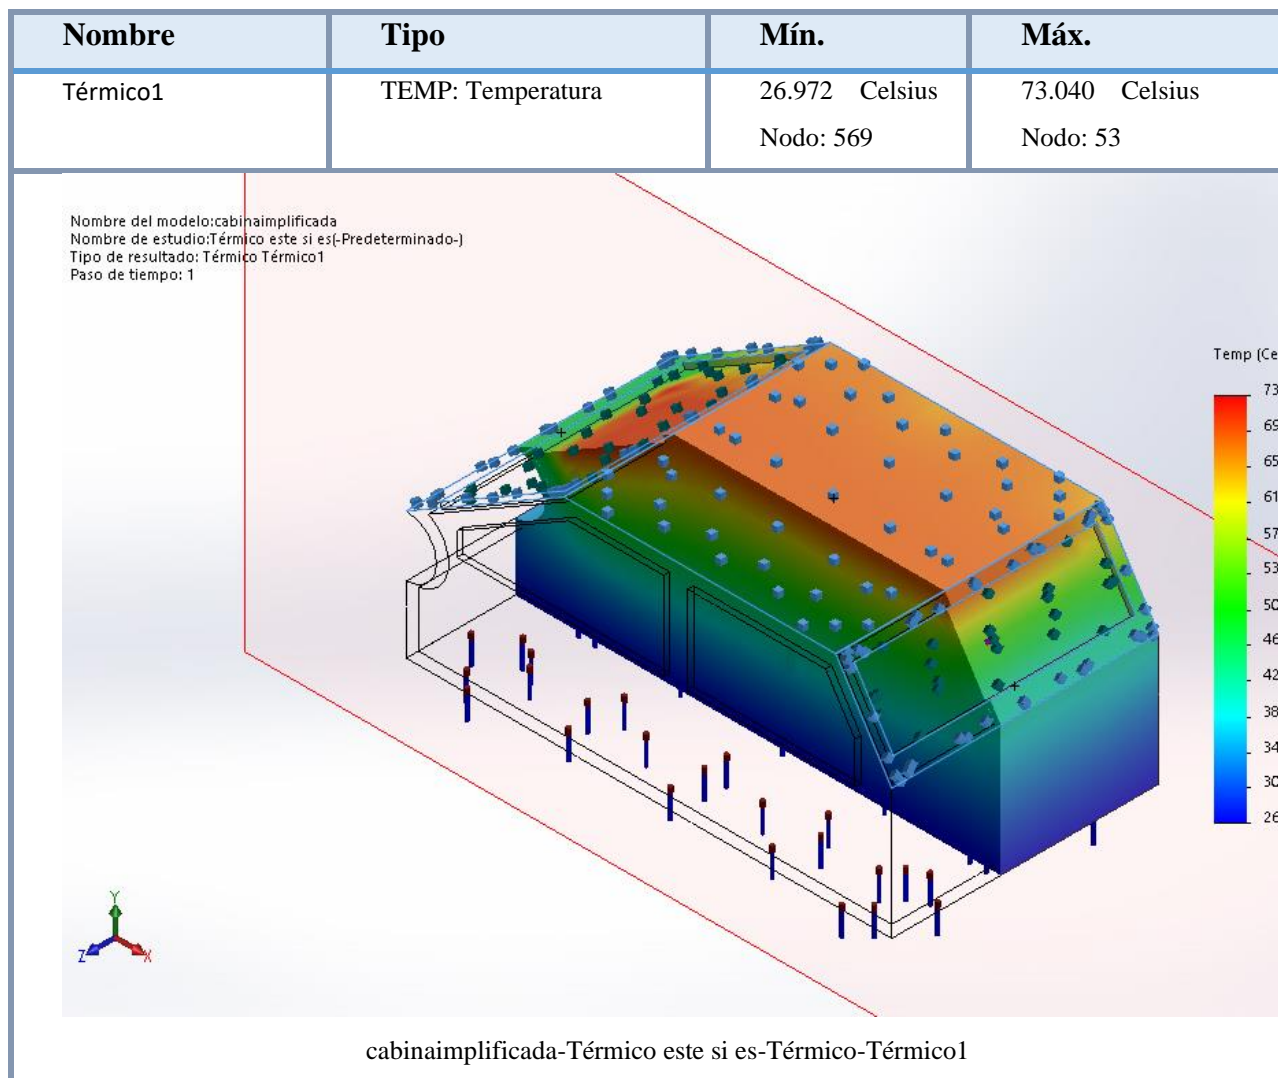 Nombre Tipo Mín. Máx.
Térmico1 TEMP: Temperatura 26.972 Celsius 73.040 Celsius
Nodo: 569 Nodo: 53
Nombre del modelo:cabinaimplificada
Nombre de estudio:Térmico este si es(-Predeterminado-)
Tipo de resultado: Térmico Térmico1
Paso de tiempo: 1
Temp (Ce
73
69
65
61
57
53
50
46
42
38
34
30
26
Y
Z X
cabinaimplificada-Térmico este si es-Térmico-Térmico1